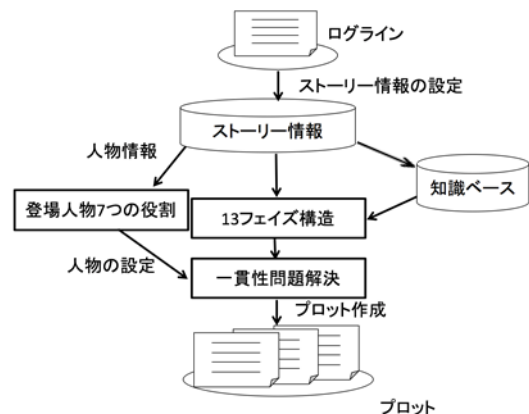 ログライン
ストーリー情報の設定
ストーリー情報
人物情報
知識ベース
登場人物7つの役割
13フェイズ構造
人物の設定
一貫性問題解決
プロット作成
プロット